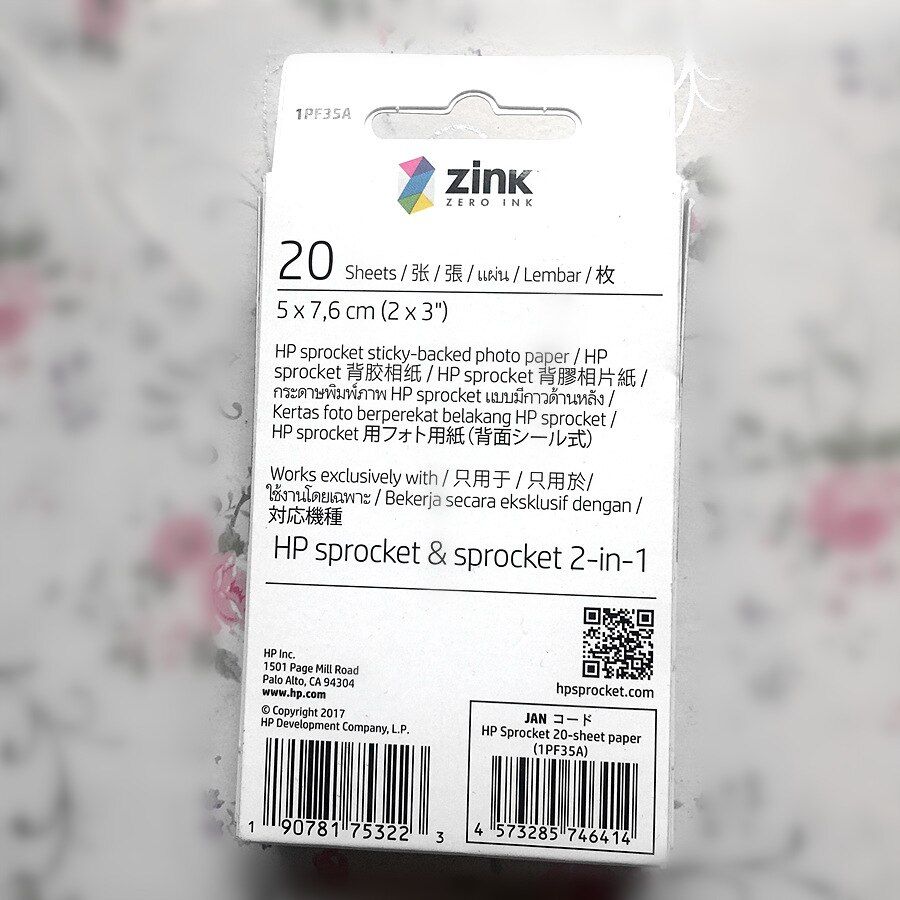 1PF35A
zink
ZERO INK
20 Sheets / 张 / 張 / แผ่น / Lembar / 枚
5 x 7,6 cm (2 x 3")
HP sprocket sticky-backed photo paper / HP
sprocket 背胶相纸 / HP sprocket 背膠相片紙 /
กระดาษพิมพ์ภาพ HP sprocket แบบมีกาวด้านหลัง /
Kertas foto berperekat belakang HP sprocket /
HP sprocket 用フォト用紙（背面シール式）
Works exclusively with / 只用于 / 只用於/
ใช้งานโดยเฉพาะ / Bekerja secara eksklusif dengan /
対応機種
HP sprocket & sprocket 2-in-1
HP Inc.
1501 Page Mill Road
Palo Alto, CA 94304
www.hp.com
© Copyright 2017
HP Development Company, L.P.
1 90781 75322 3
hpsprocket.com
JAN コード
HP Sprocket 20-sheet paper
(1PF35A)
4 573285 746414